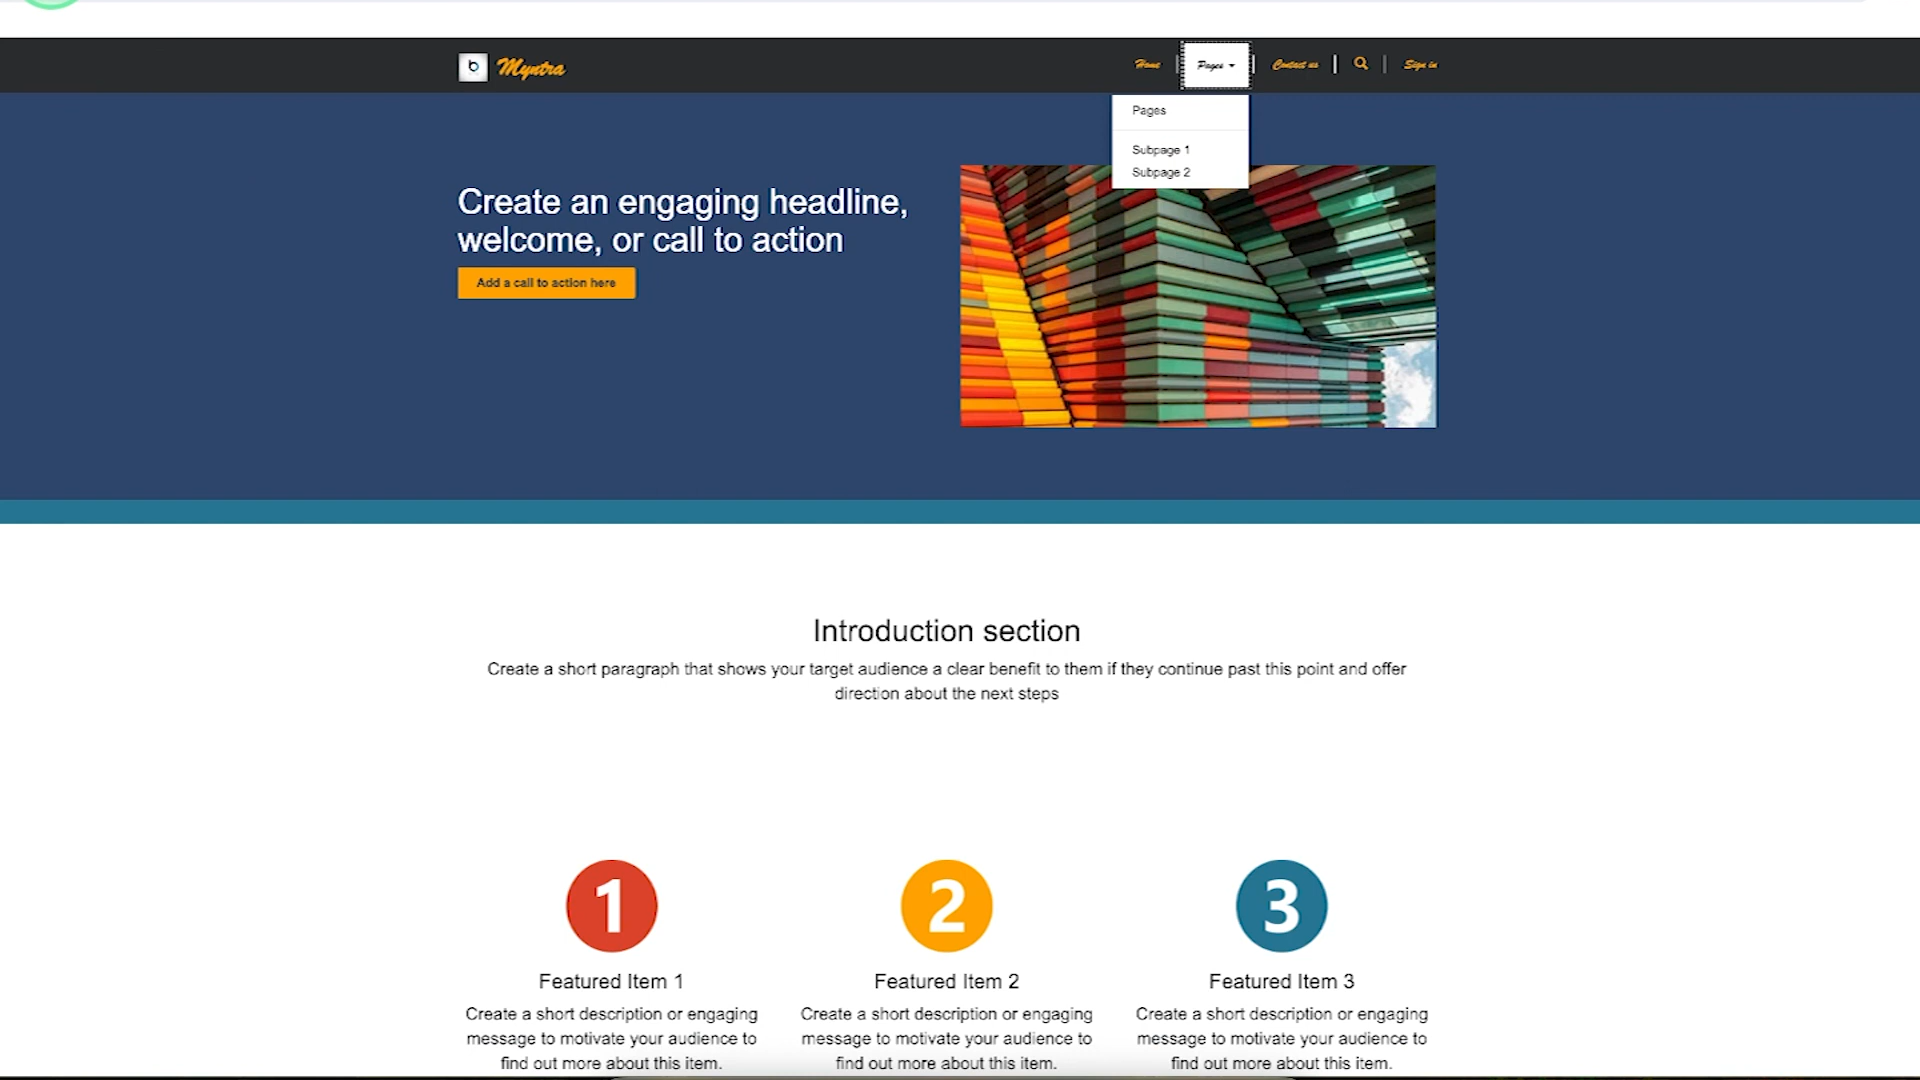 b Myntra
Home
Pages
Contact us
Sign in
Pages
Subpage 1
Subpage 2
Create an engaging headline,
welcome, or call to action
Add a call to action here
Introduction section
Create a short paragraph that shows your target audience a clear benefit to them if they continue past this point and offer
direction about the next steps
1
Featured Item 1
Create a short description or engaging
message to motivate your audience to
find out more about this item.
2
Featured Item 2
Create a short description or engaging
message to motivate your audience to
find out more about this item.
3
Featured Item 3
Create a short description or engaging
message to motivate your audience to
find out more about this item.